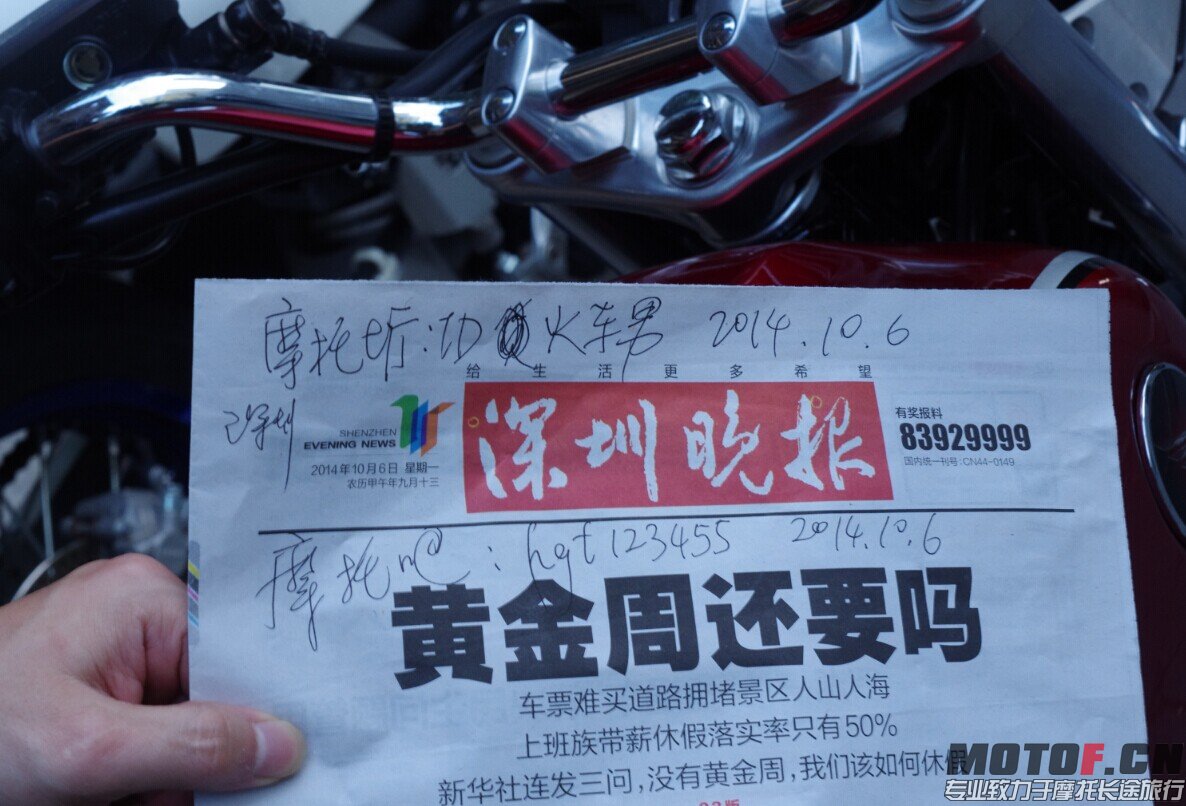 摩托坊:功火车男 2014.10.6
给生活更多希望
深圳
SHENZHEN
EVENING NEWS
2014年10月6日 星期一
农历甲午年九月十三
深圳晚报
有奖报料
83929999
国内统一刊号:CN44-0149
摩托吧:hgt123455 2014.10.6
黄金周还要吗
车票难买道路拥堵景区人山人海
上班族带薪休假落实率只有50%
新华社连发三问,没有黄金周,我们该如何休假
MOTOF.CN
专业致力于摩托长途旅行